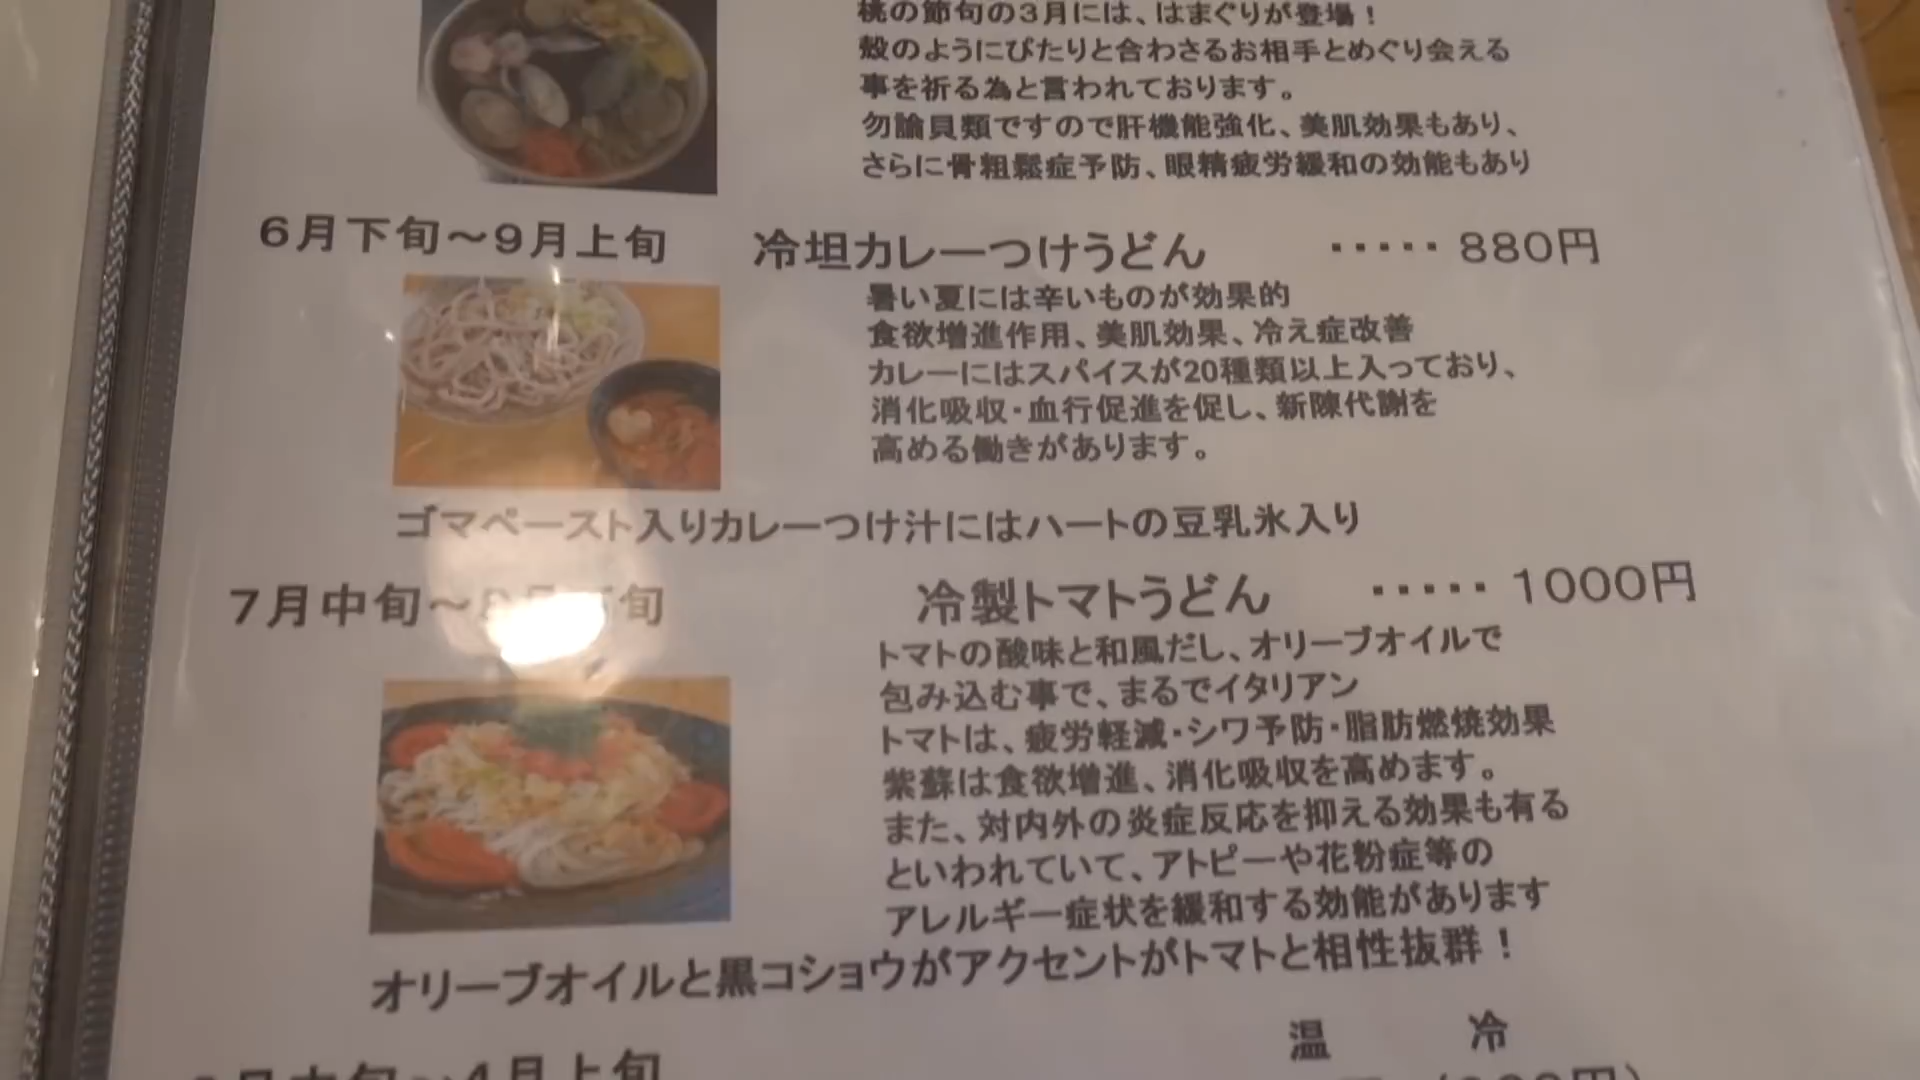 桃の節句の3月には、はまぐりが登場！
殻のようにぴたりと合わさるお相手とめぐり会える
事を祈る為と言われております。
勿論貝類ですので肝機能強化、美肌効果もあり、
さらに骨粗鬆症予防、眼精疲労緩和の効能もあり
6月下旬～9月上旬 冷坦カレーつけうどん ・・・・・880円
暑い夏には辛いものが効果的
食欲増進作用、美肌効果、冷え症改善
カレーにはスパイスが20種類以上入っており、
消化吸収・血行促進を促し、新陳代謝を
高める働きがあります。
ゴマペースト入りカレーつけ汁にはハートの豆乳氷入り
7月中旬～ 旬 冷製トマトうどん ・・・・・1000円
トマトの酸味と和風だし、オリーブオイルで
包み込む事で、まるでイタリアン
トマトは、疲労軽減・シワ予防・脂肪燃焼効果
紫蘇は食欲増進、消化吸収を高めます。
また、対内外の炎症反応を抑える効果も有る
といわれていて、アトピーや花粉症等の
アレルギー症状を緩和する効能があります
オリーブオイルと黒コショウがアクセントがトマトと相性抜群！
温 冷
4月上旬